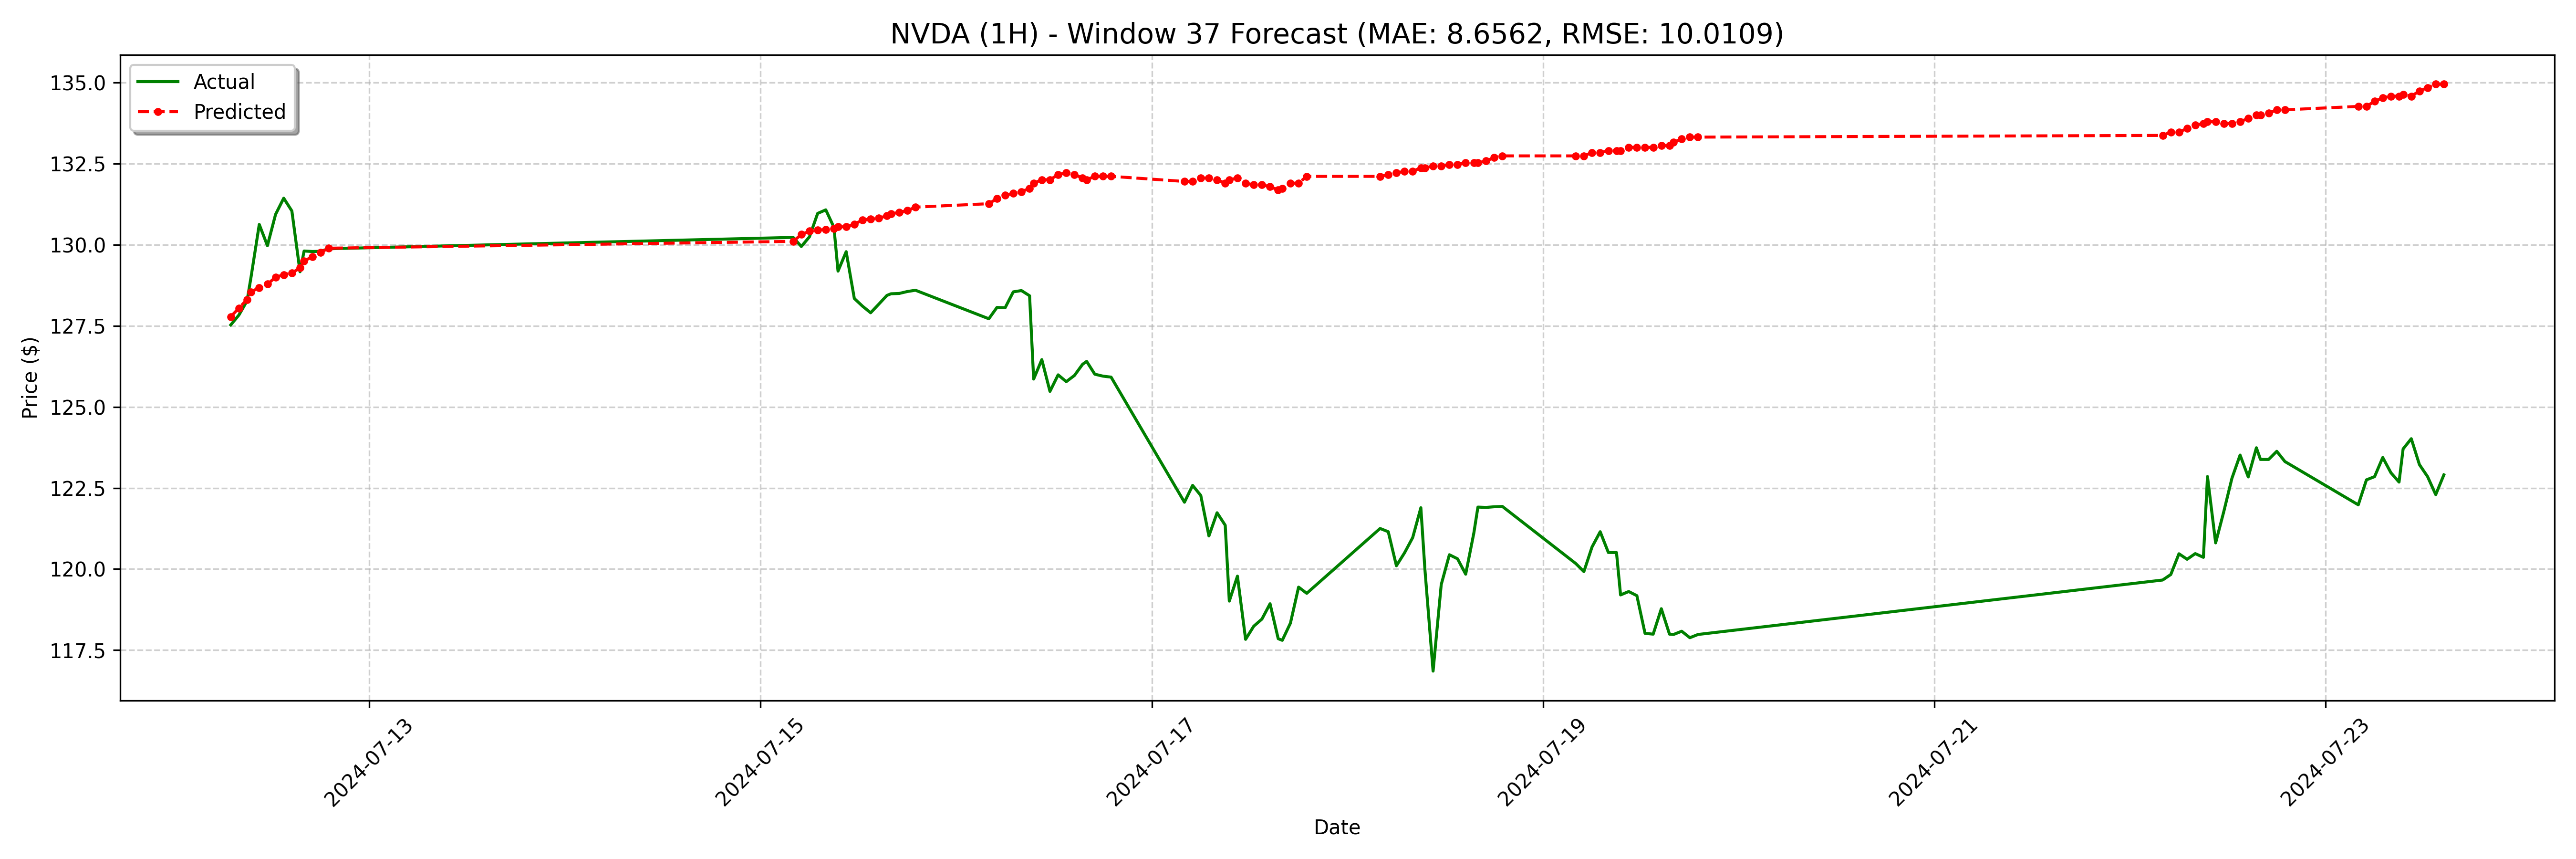 NVDA (1H) - Window 37 Forecast (MAE: 8.6562, RMSE: 10.0109)
Actual
Predicted
Price ($)
135.0
132.5
130.0
127.5
125.0
122.5
120.0
117.5
2024-07-13
2024-07-15
2024-07-17
2024-07-19
2024-07-21
2024-07-23
Date